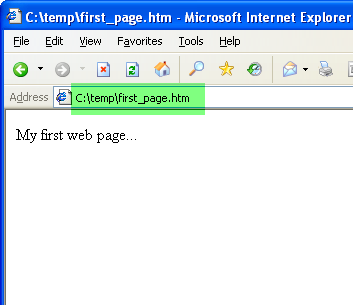 C:\temp\first_page.htm - Microsoft Internet Explorer
File Edit View Favorites Tools Help
Address C:\temp\first_page.htm
My first web page...